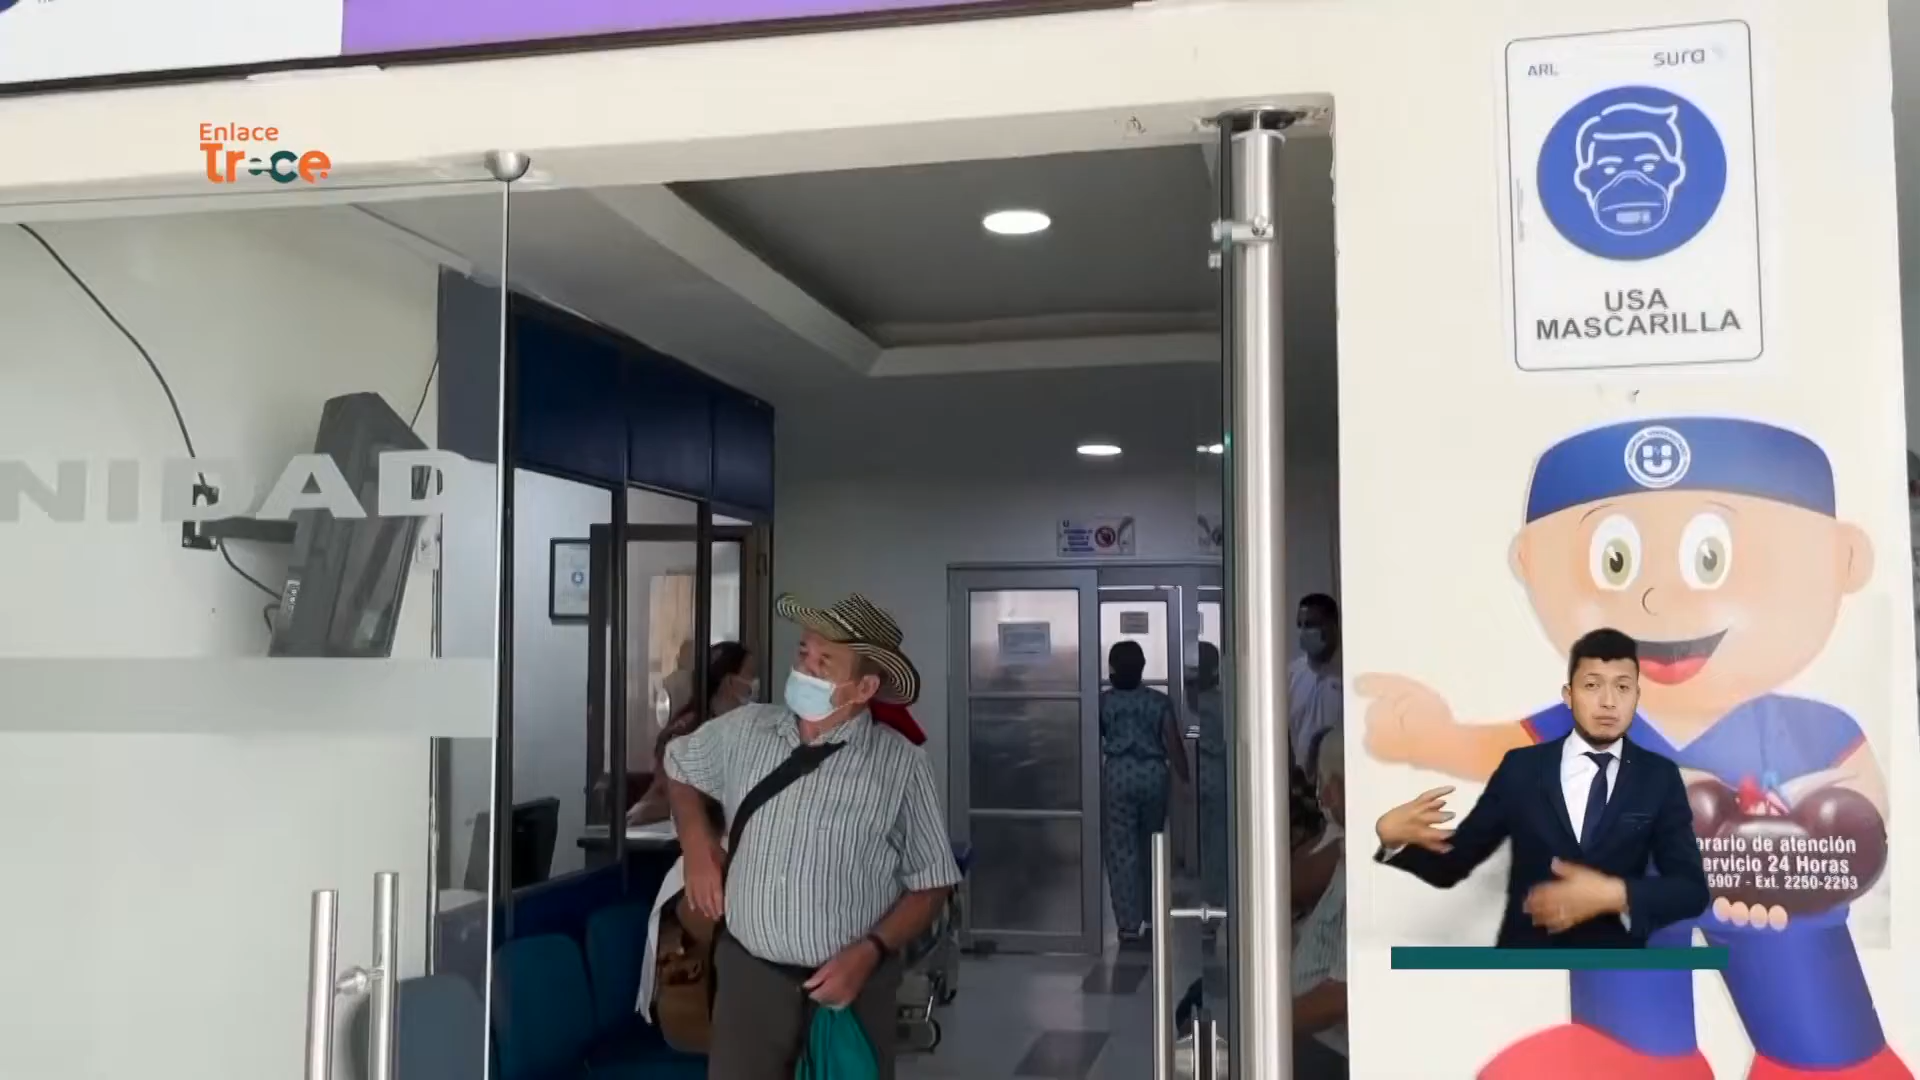 Enlace
Trece
ARL
sura
USA
MASCARILLA
NIDAD
U
orario de atención
ervicio 24 Horas
5907 - Ext. 2250-2293